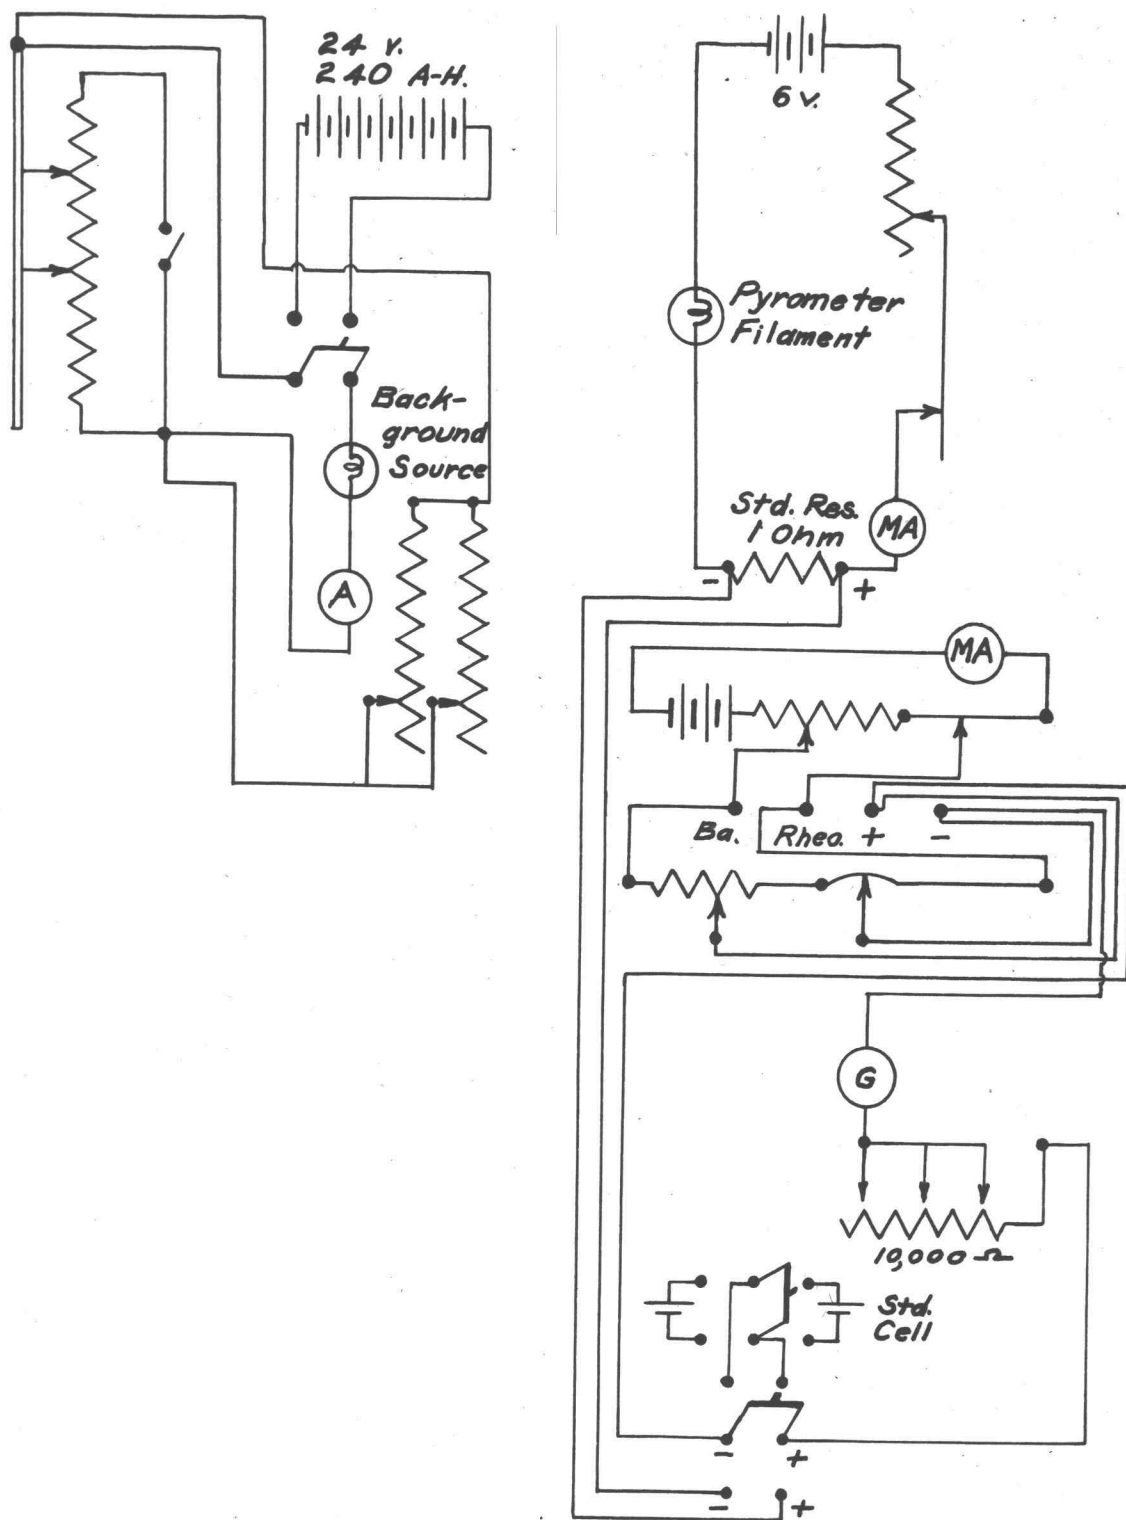 24 v.
240 A-H.
Back-
ground
Source
A
6 v.
Pyrometer
Filament
Std. Res.
1 Ohm
MA
-
+
MA
Ba.
Rheo.
+
-
G
10,000 Ω
Std.
Cell
-
+
-
+